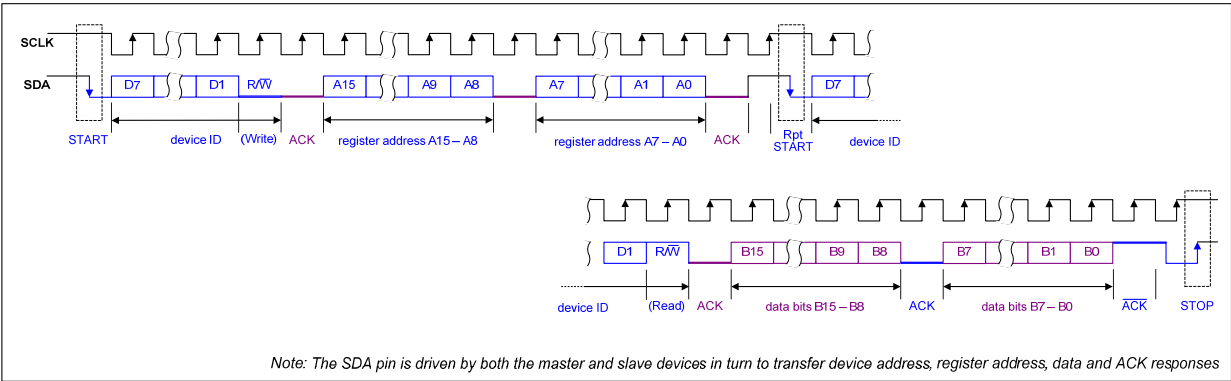 SCLK
SDA
D7 D1 R/W̅ A15 A9 A8 A7 A1 A0 D7
START device ID (Write) ACK register address A15 – A8 register address A7 – A0 ACK Rpt START device ID
D1 R/W̅ B15 B9 B8 B7 B1 B0
device ID (Read) ACK data bits B15 – B8 ACK data bits B7 – B0 A̅C̅K̅ STOP
Note: The SDA pin is driven by both the master and slave devices in turn to transfer device address, register address, data and ACK responses